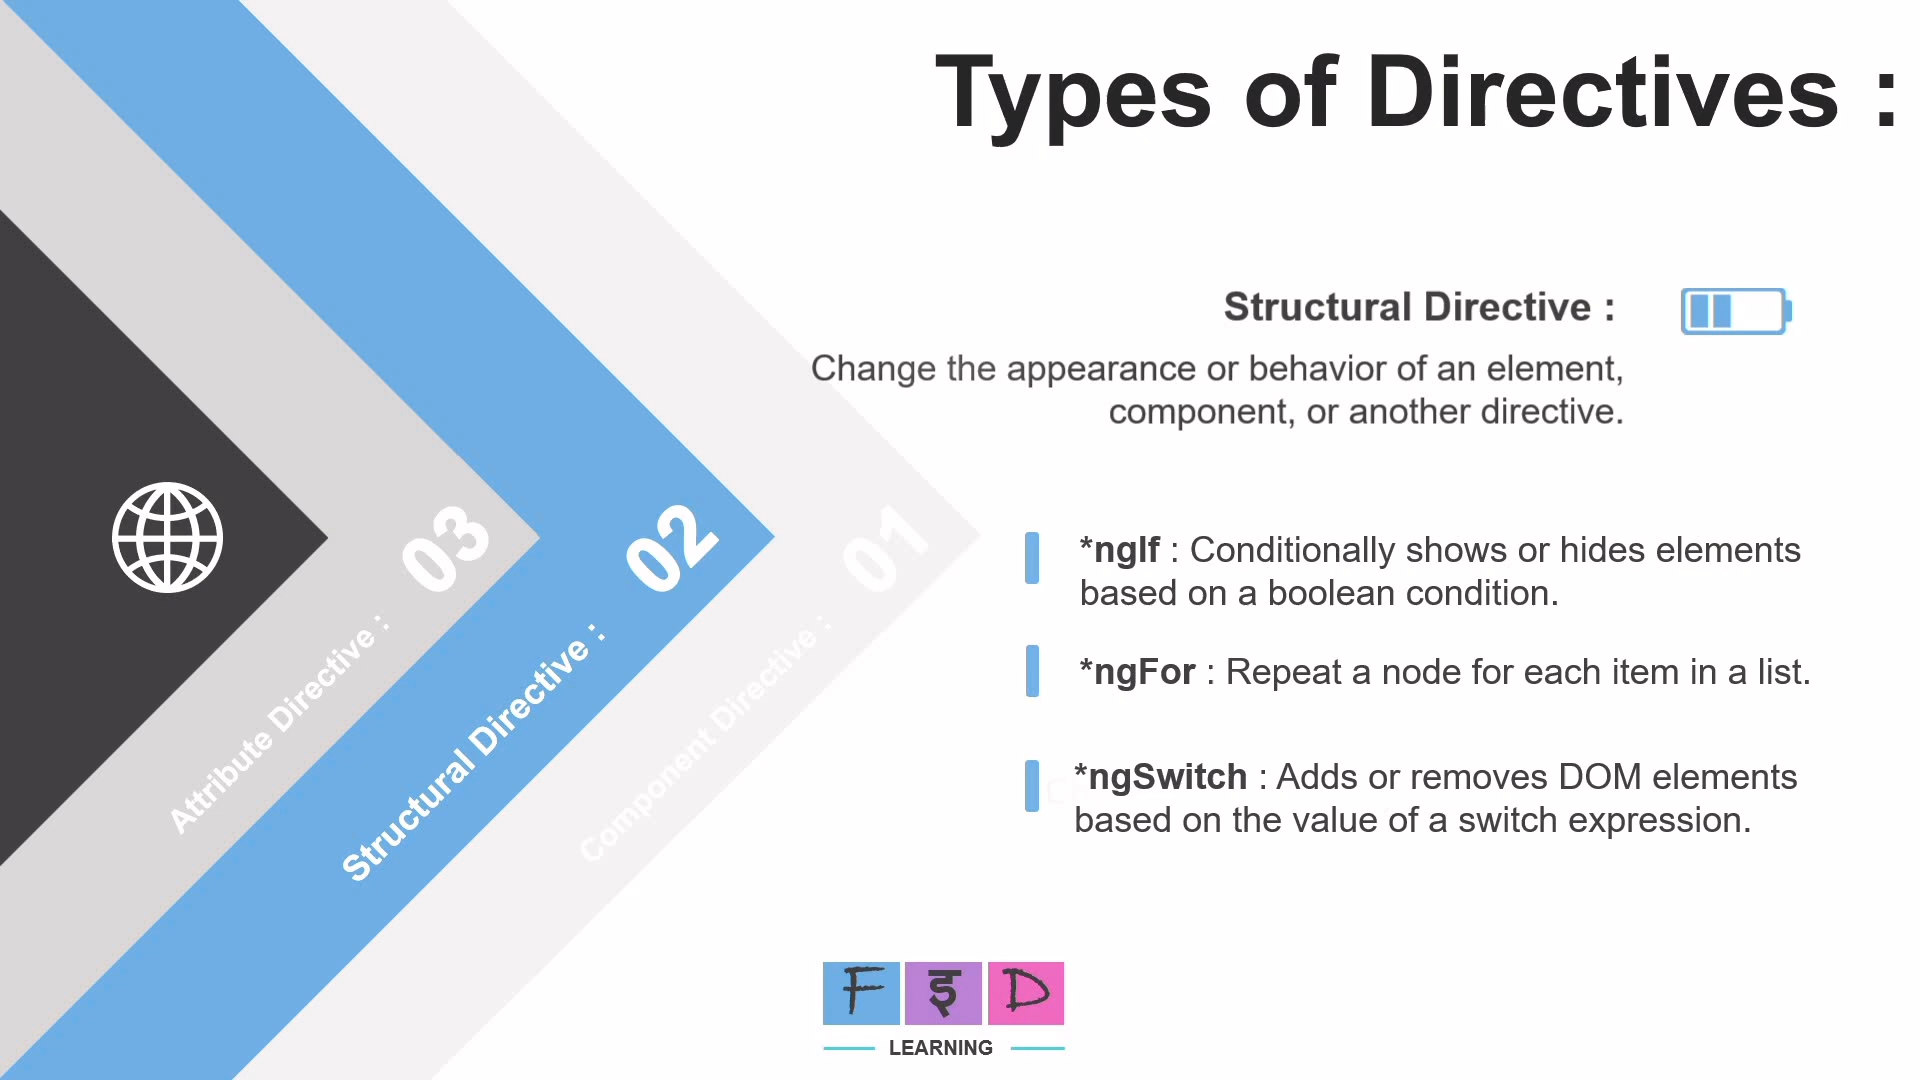 Types of Directives :
Structural Directive :
Change the appearance or behavior of an element,
component, or another directive.
*ngIf : Conditionally shows or hides elements
based on a boolean condition.
*ngFor : Repeat a node for each item in a list.
*ngSwitch : Adds or removes DOM elements
based on the value of a switch expression.
03
Attribute Directive :
02
Structural Directive :
01
Component Directive :
F इ D
LEARNING